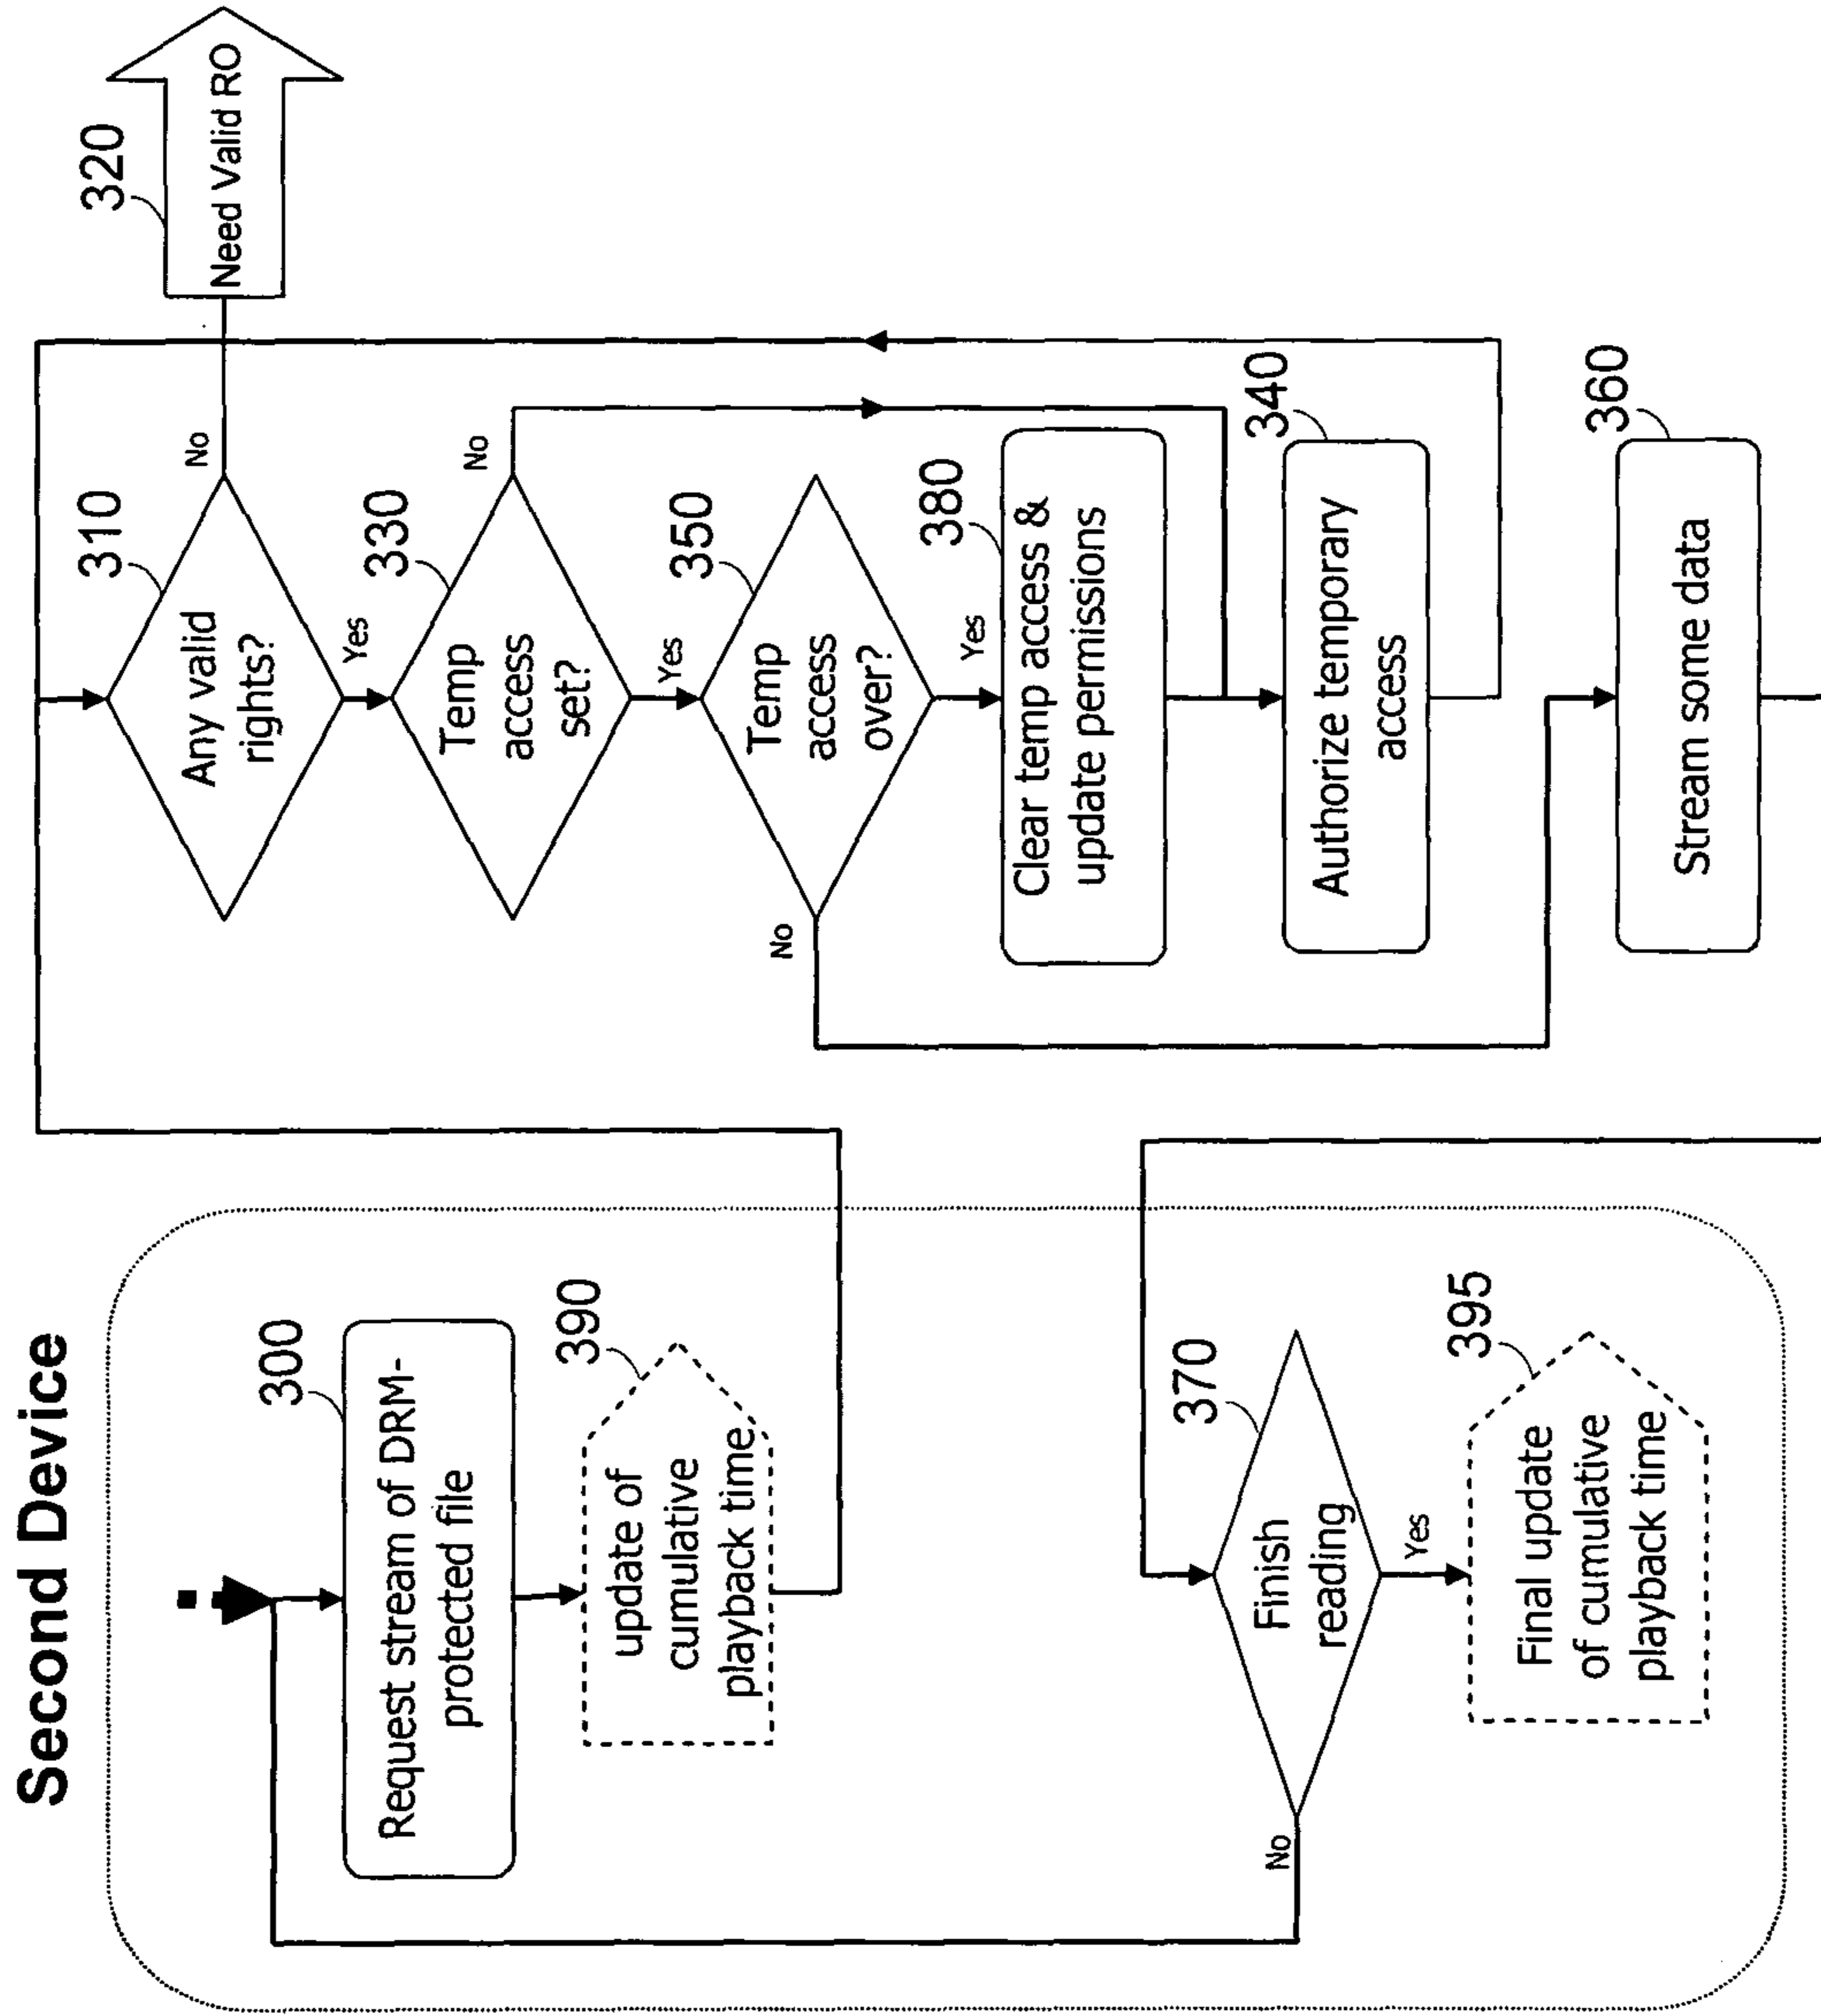 Second Device
300
Request stream of DRM-
protected file
390
update of
cumulative
playback time
370
Finish
reading
No
Yes
395
Final update
of cumulative
playback time
310
Any valid
rights?
No
Yes
320
Need Valid RO
330
Temp
access
set?
No
Yes
350
Temp
access
over?
No
Yes
380
Clear temp access &
update permissions
340
Authorize temporary
access
360
Stream some data